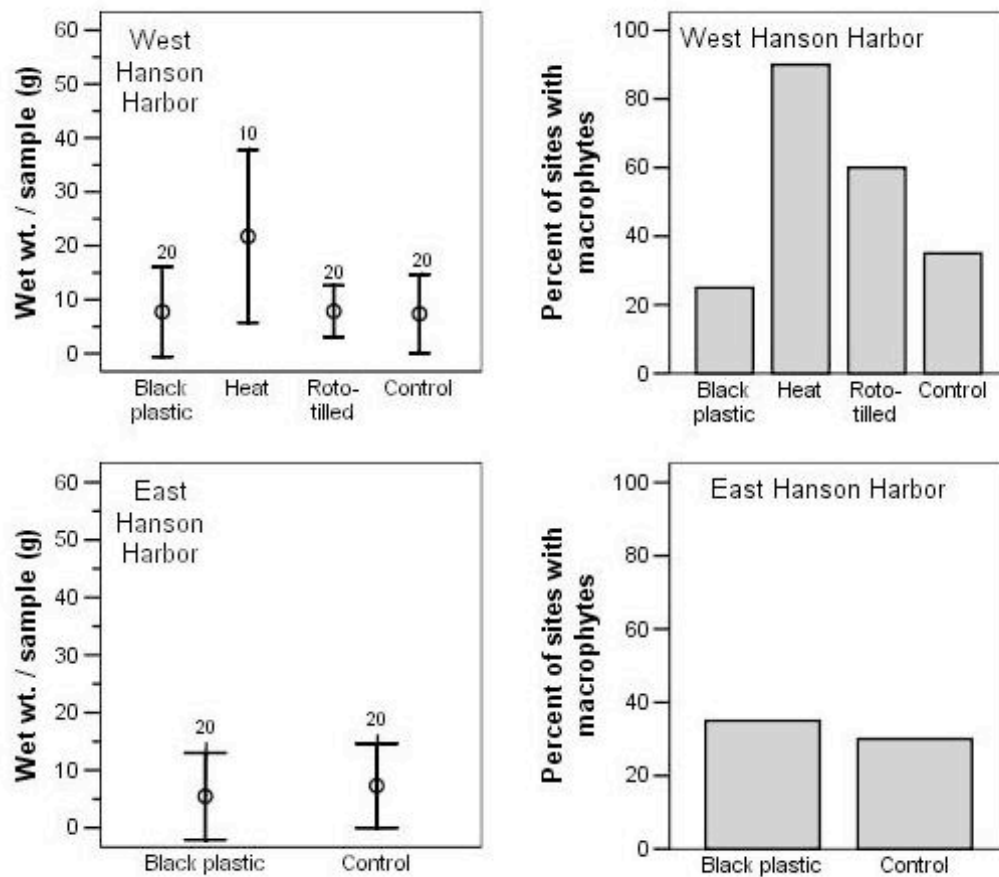 Wet wt. / sample (g)
60
50
40
30
20
10
0
West
Hanson
Harbor
20
10
20
20
Black
plastic
Heat
Roto-
tilled
Control
Percent of sites with
macrophytes
100
80
60
40
20
0
West Hanson Harbor
Black
plastic
Heat
Roto-
tilled
Control
Wet wt. / sample (g)
60
50
40
30
20
10
0
East
Hanson
Harbor
20
20
Black plastic
Control
Percent of sites with
macrophytes
100
80
60
40
20
0
East Hanson Harbor
Black plastic
Control